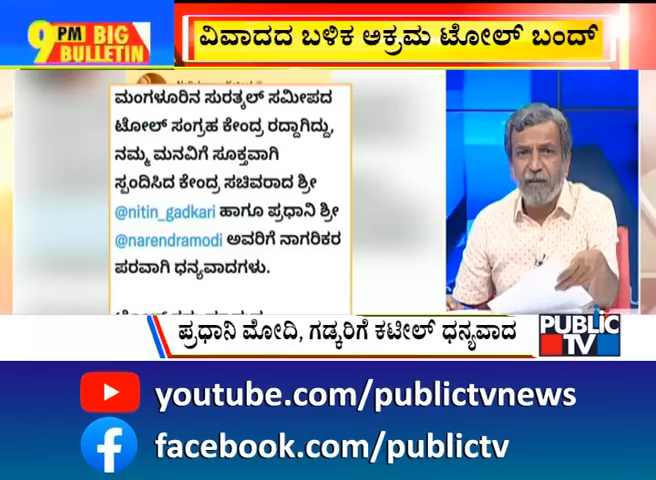 9 PM BIG
BULLETIN
ವಿವಾದದ ಬಳಿಕ ಅಕ್ರಮ ಟೋಲ್ ಬಂದ್
ಮಂಗಳೂರಿನ ಸುರತ್ಕಲ್ ಸಮೀಪದ
ಟೋಲ್ ಸಂಗ್ರಹ ಕೇಂದ್ರ ರದ್ದಾಗಿದ್ದು,
ನಮ್ಮ ಮನವಿಗೆ ಸೂಕ್ತವಾಗಿ
ಸ್ಪಂದಿಸಿದ ಕೇಂದ್ರ ಸಚಿವರಾದ ಶ್ರೀ
@nitin_gadkari ಹಾಗೂ ಪ್ರಧಾನಿ ಶ್ರೀ
@narendramodi ಅವರಿಗೆ ನಾಗರಿಕರ
ಪರವಾಗಿ ಧನ್ಯವಾದಗಳು.
ಪ್ರಧಾನಿ ಮೋದಿ, ಗಡ್ಕರಿಗೆ ಕಟೀಲ್ ಧನ್ಯವಾದ
PUBLIC
TV
youtube.com/publictvnews
facebook.com/publictv